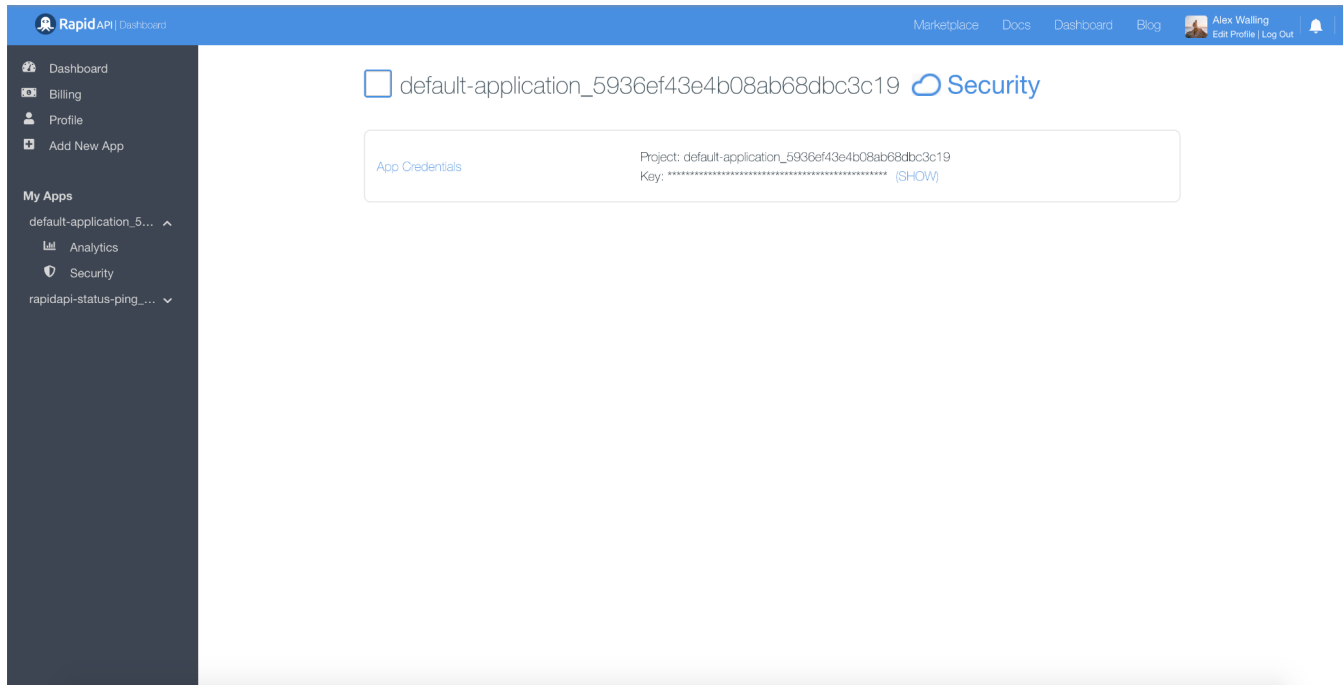 RapidAPI | Dashboard
Marketplace Docs Dashboard Blog
Alex Walling
Edit Profile | Log Out
Dashboard
Billing
Profile
Add New App
My Apps
default-application_5...
Analytics
Security
rapidapi-status-ping_...
default-application_5936ef43e4b08ab68dbc3c19 Security
App Credentials
Project: default-application_5936ef43e4b08ab68dbc3c19
Key: ************************************************** (SHOW)